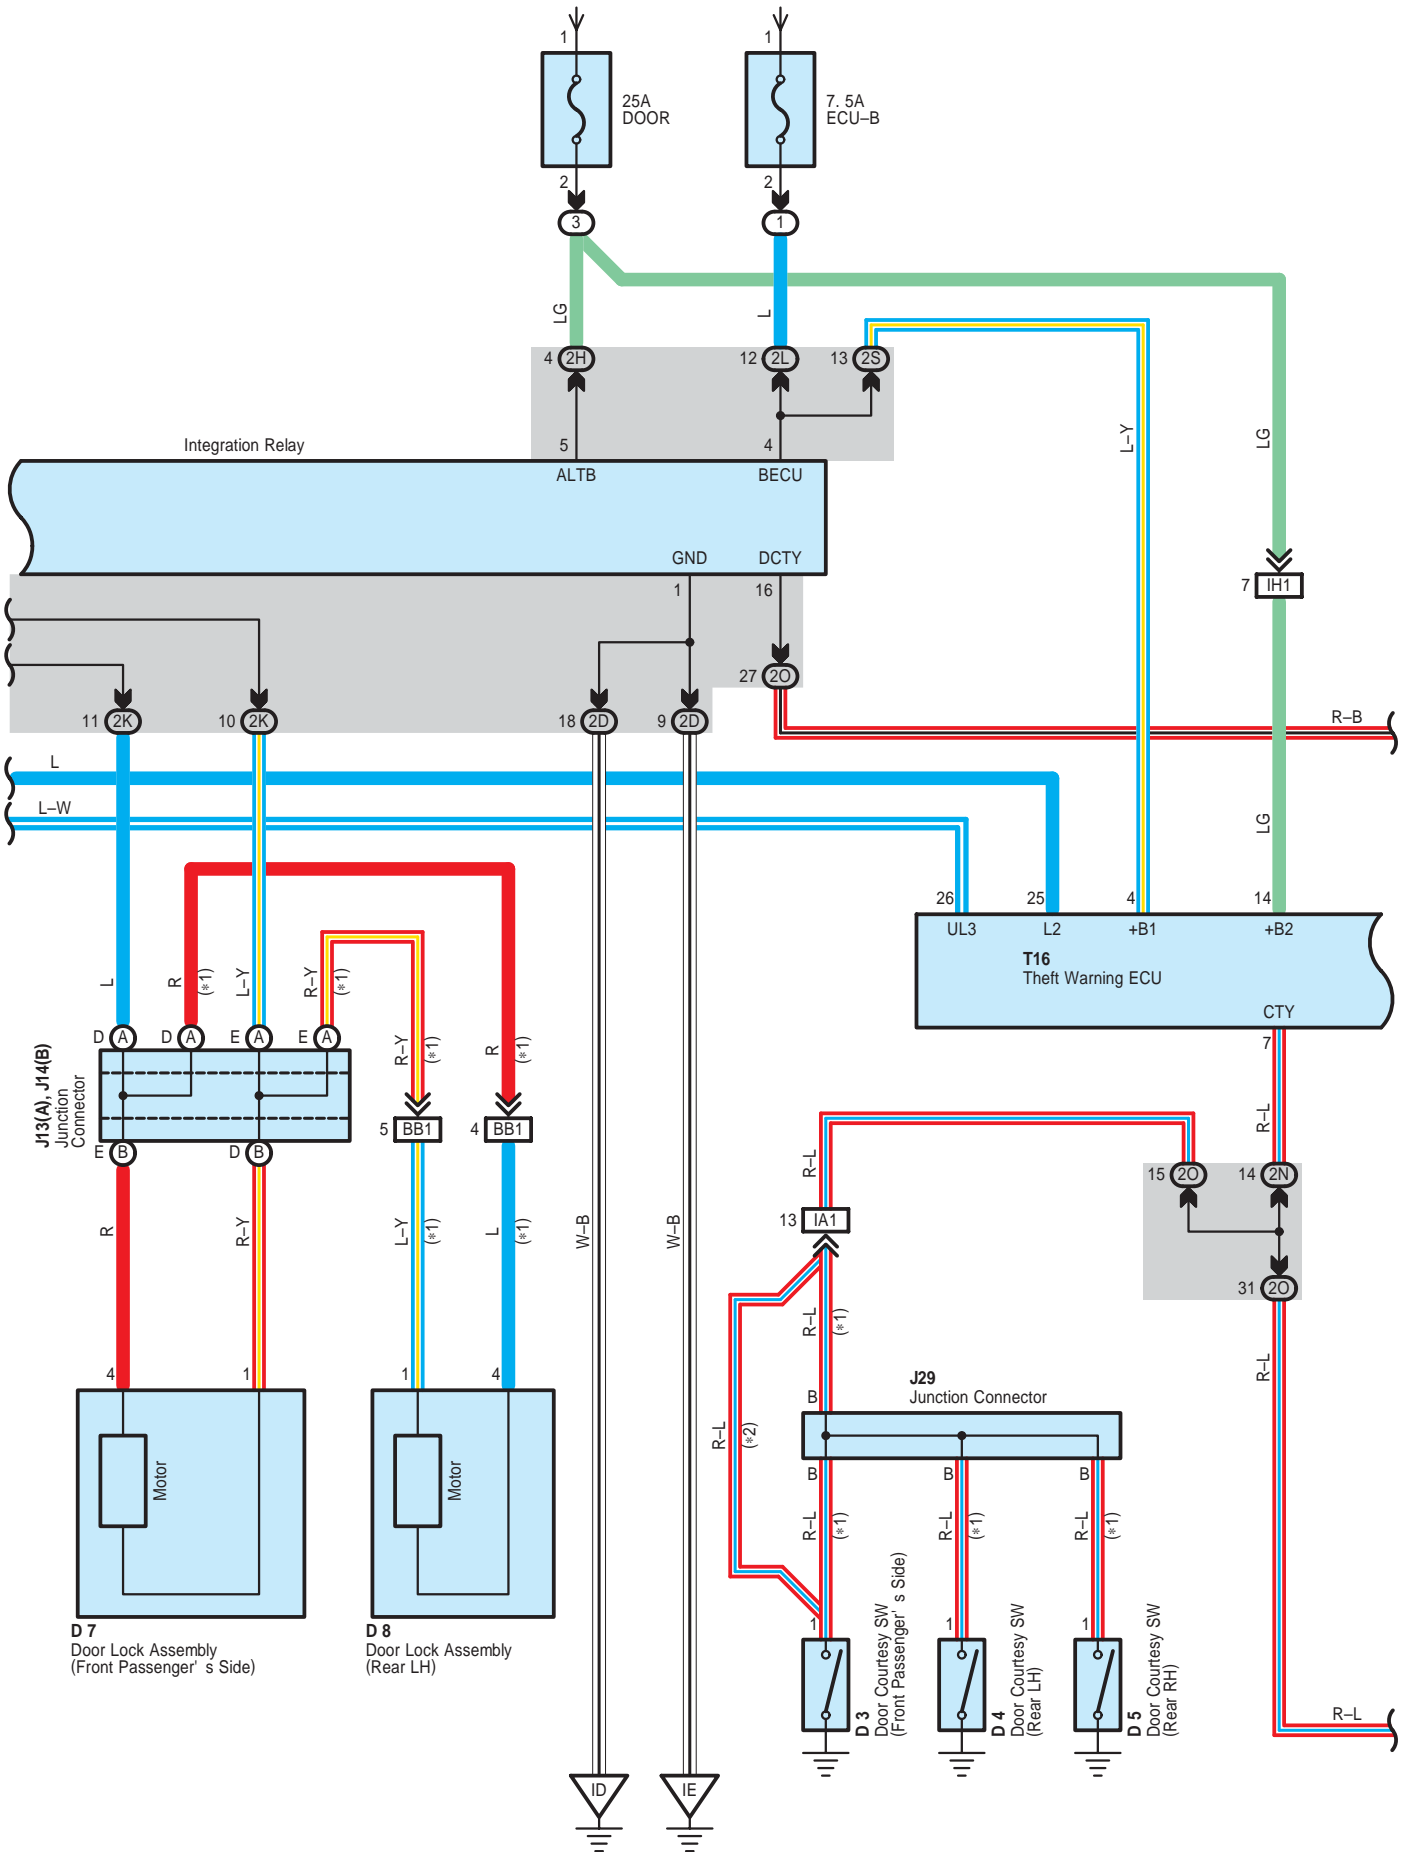 1
25A
DOOR
2
3
1
7. 5A
ECU–B
2
1
LG
L
4 2H
12 2L
13 2S
L–Y
LG
Integration Relay
5
4
ALTB
BECU
GND
DCTY
1
16
7 IH1
27 2O
11 2K
10 2K
18 2D
9 2D
R–B
L
L–W
LG
26
25
4
14
UL3
L2
+B1
+B2
T16
Theft Warning ECU
CTY
7
L
R
(*1)
L–Y
R–Y
(*1)
D A
D A
E A
E A
J13(A), J14(B)
Junction
Connector
E B
D B
R–Y
(*1)
R
(*1)
5 BB1
4 BB1
R
R–Y
L–Y
(*1)
L
(*1)
W–B
W–B
R–L
R–L
15 2O
14 2N
13 IA1
31 2O
R–L
(*1)
R–L
R–L
(*2)
J29
Junction Connector
B
B
B
B
R–L
(*1)
R–L
(*1)
R–L
(*1)
4
1
1
4
Motor
Motor
D 7
Door Lock Assembly
(Front Passenger' s Side)
D 8
Door Lock Assembly
(Rear LH)
1
1
1
D 3
Door Courtesy SW
(Front Passenger' s Side)
D 4
Door Courtesy SW
(Rear LH)
D 5
Door Courtesy SW
(Rear RH)
R–L
ID
IE